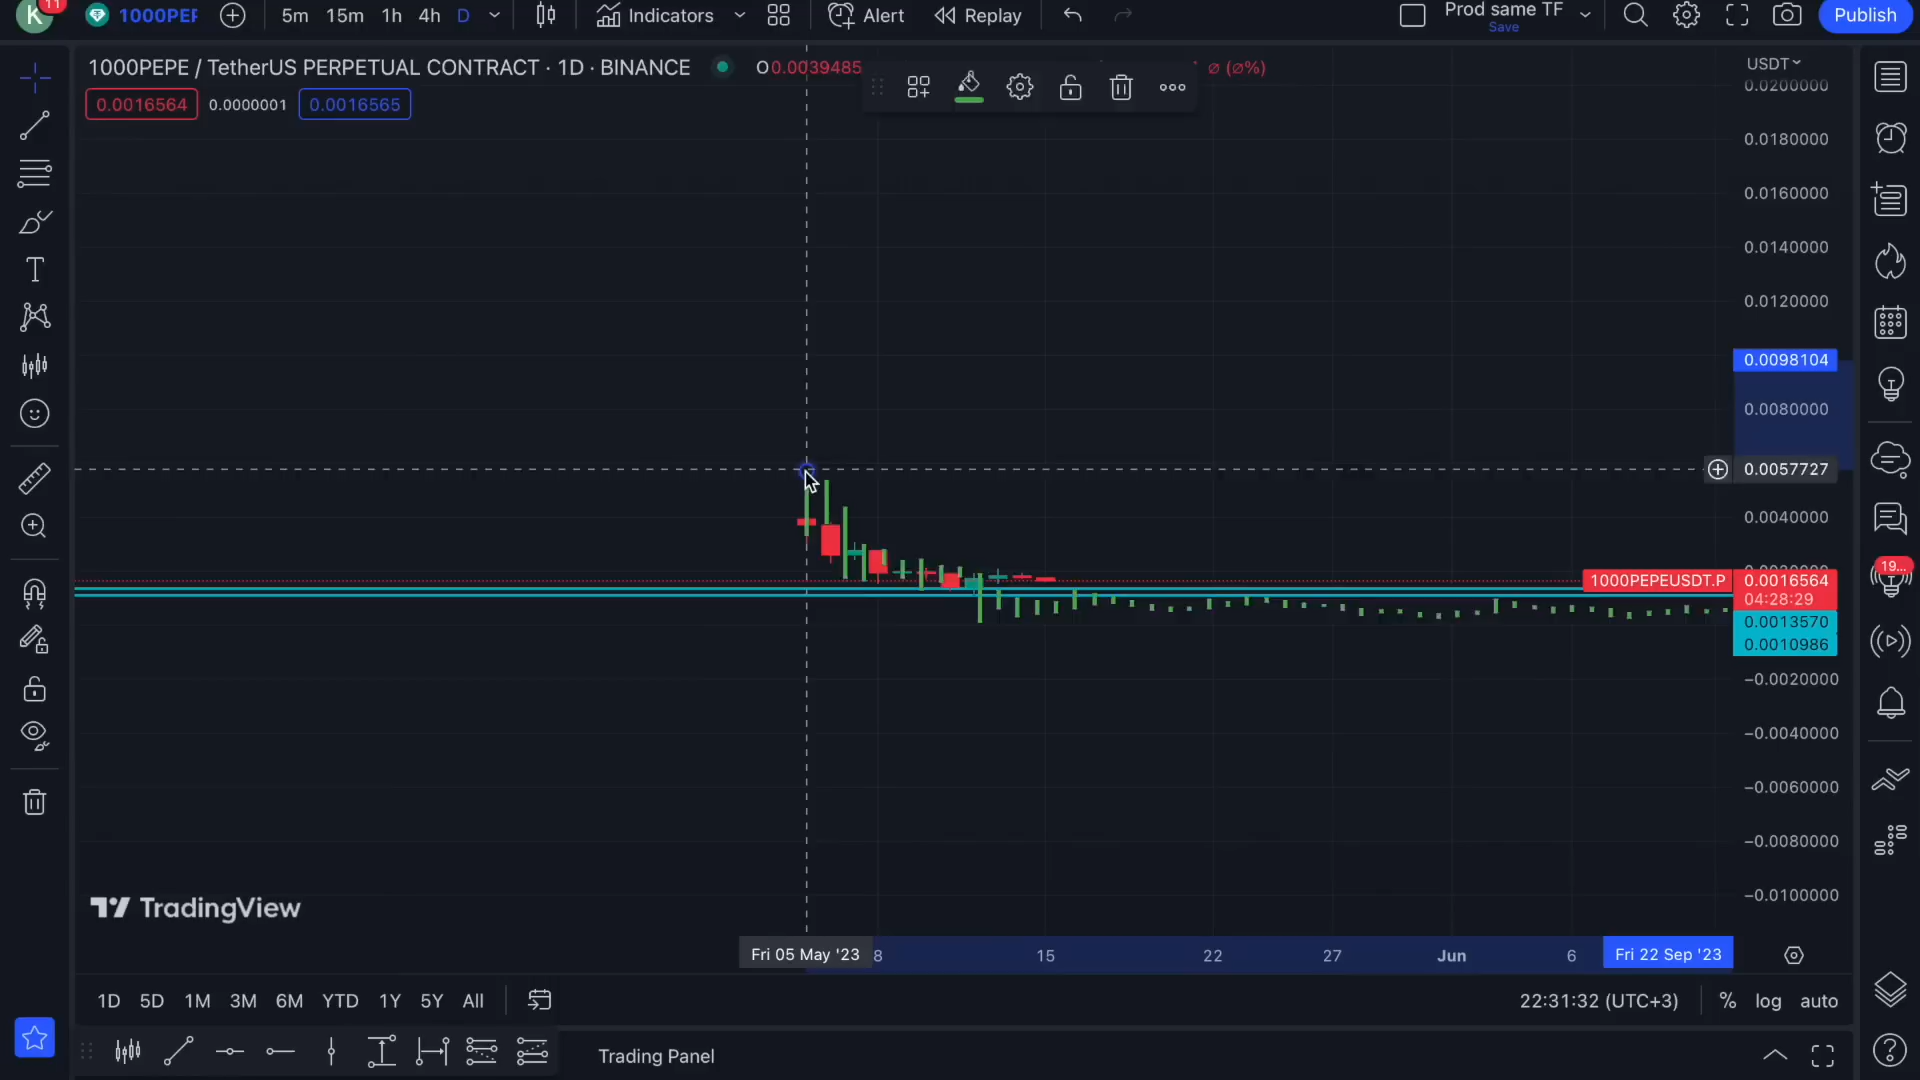 K 11 1000PEP 5m 15m 1h 4h D Indicators Alert Replay Prod same TF Save Publish
1000PEPE / TetherUS PERPETUAL CONTRACT · 1D · BINANCE O0.0039485 ∅ (∅%) USDT
0.0016564 0.0000001 0.0016565
0.0200000
0.0180000
0.0160000
0.0140000
0.0120000
0.0098104
0.0080000
0.0057727
0.0040000
1000PEPEUSDT.P 0.0016564
04:28:29
0.0013570
0.0010986
−0.0020000
−0.0040000
−0.0060000
−0.0080000
−0.0100000
19...
TradingView
Fri 05 May '23 8 15 22 27 Jun 6 Fri 22 Sep '23
1D 5D 1M 3M 6M YTD 1Y 5Y All 22:31:32 (UTC+3) % log auto
Trading Panel